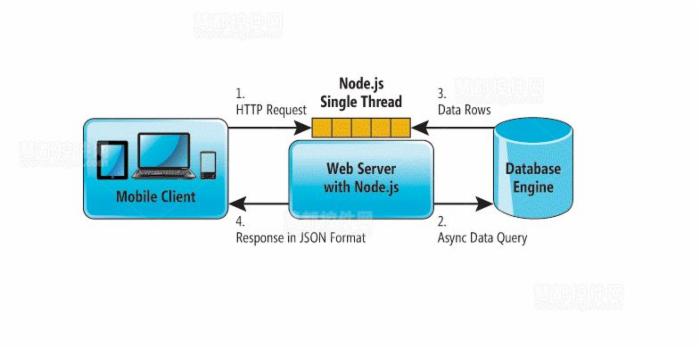 1.
HTTP Request
Node.js
Single Thread
3.
Data Rows
Mobile Client
Web Server
with Node.js
Database
Engine
4.
Response in JSON Format
2.
Async Data Query